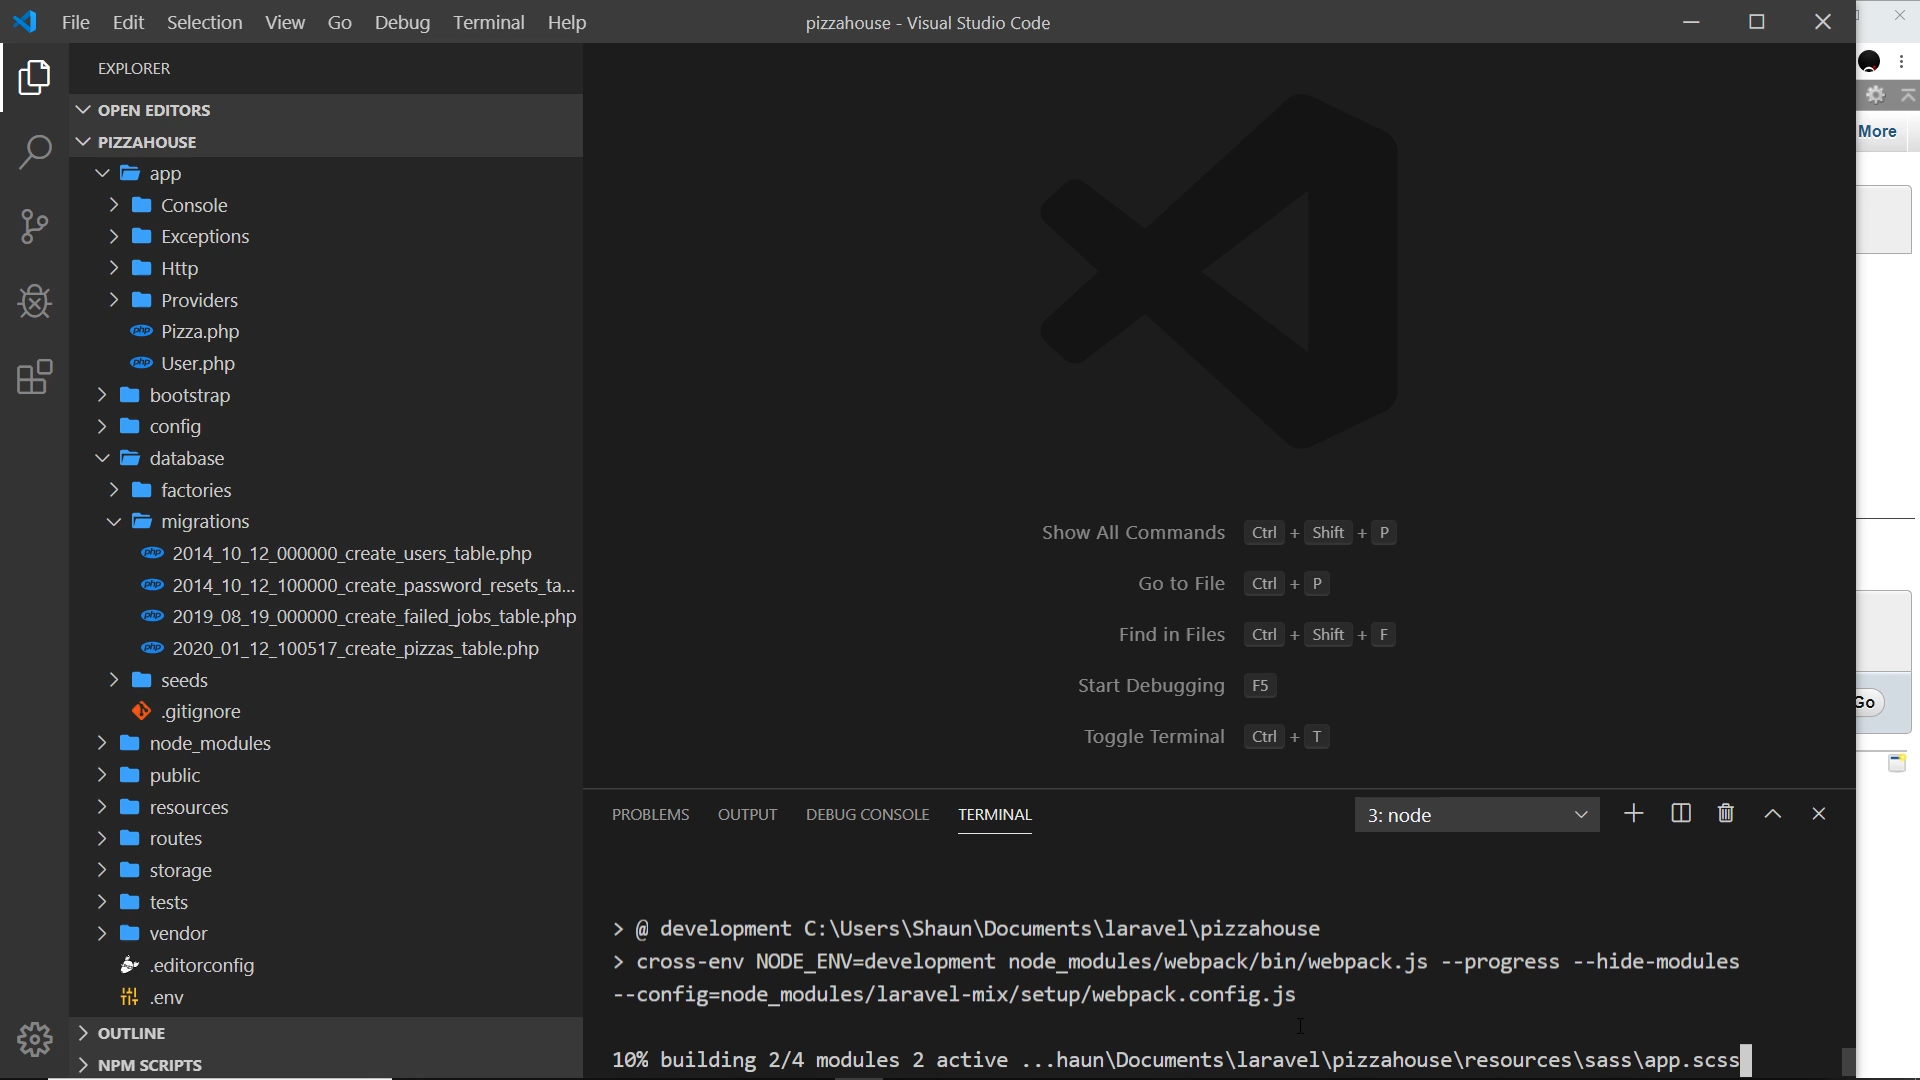 File Edit Selection View Go Debug Terminal Help
pizzahouse - Visual Studio Code
EXPLORER
OPEN EDITORS
PIZZAHOUSE
app
Console
Exceptions
Http
Providers
php Pizza.php
php User.php
bootstrap
config
database
factories
migrations
php 2014_10_12_000000_create_users_table.php
php 2014_10_12_100000_create_password_resets_ta...
php 2019_08_19_000000_create_failed_jobs_table.php
php 2020_01_12_100517_create_pizzas_table.php
seeds
.gitignore
node_modules
public
resources
routes
storage
tests
vendor
.editorconfig
.env
OUTLINE
NPM SCRIPTS
Show All Commands Ctrl + Shift + P
Go to File Ctrl + P
Find in Files Ctrl + Shift + F
Start Debugging F5
Toggle Terminal Ctrl + T
PROBLEMS OUTPUT DEBUG CONSOLE TERMINAL
3: node
> @ development C:\Users\Shaun\Documents\laravel\pizzahouse
> cross-env NODE_ENV=development node_modules/webpack/bin/webpack.js --progress --hide-modules
--config=node_modules/laravel-mix/setup/webpack.config.js
10% building 2/4 modules 2 active ...haun\Documents\laravel\pizzahouse\resources\sass\app.scss
More
Go